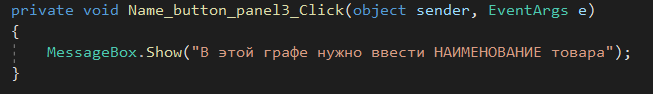 private void Name_button_panel3_Click(object sender, EventArgs e)
{
MessageBox.Show("В этой графе нужно ввести НАИМЕНОВАНИЕ товара");
}